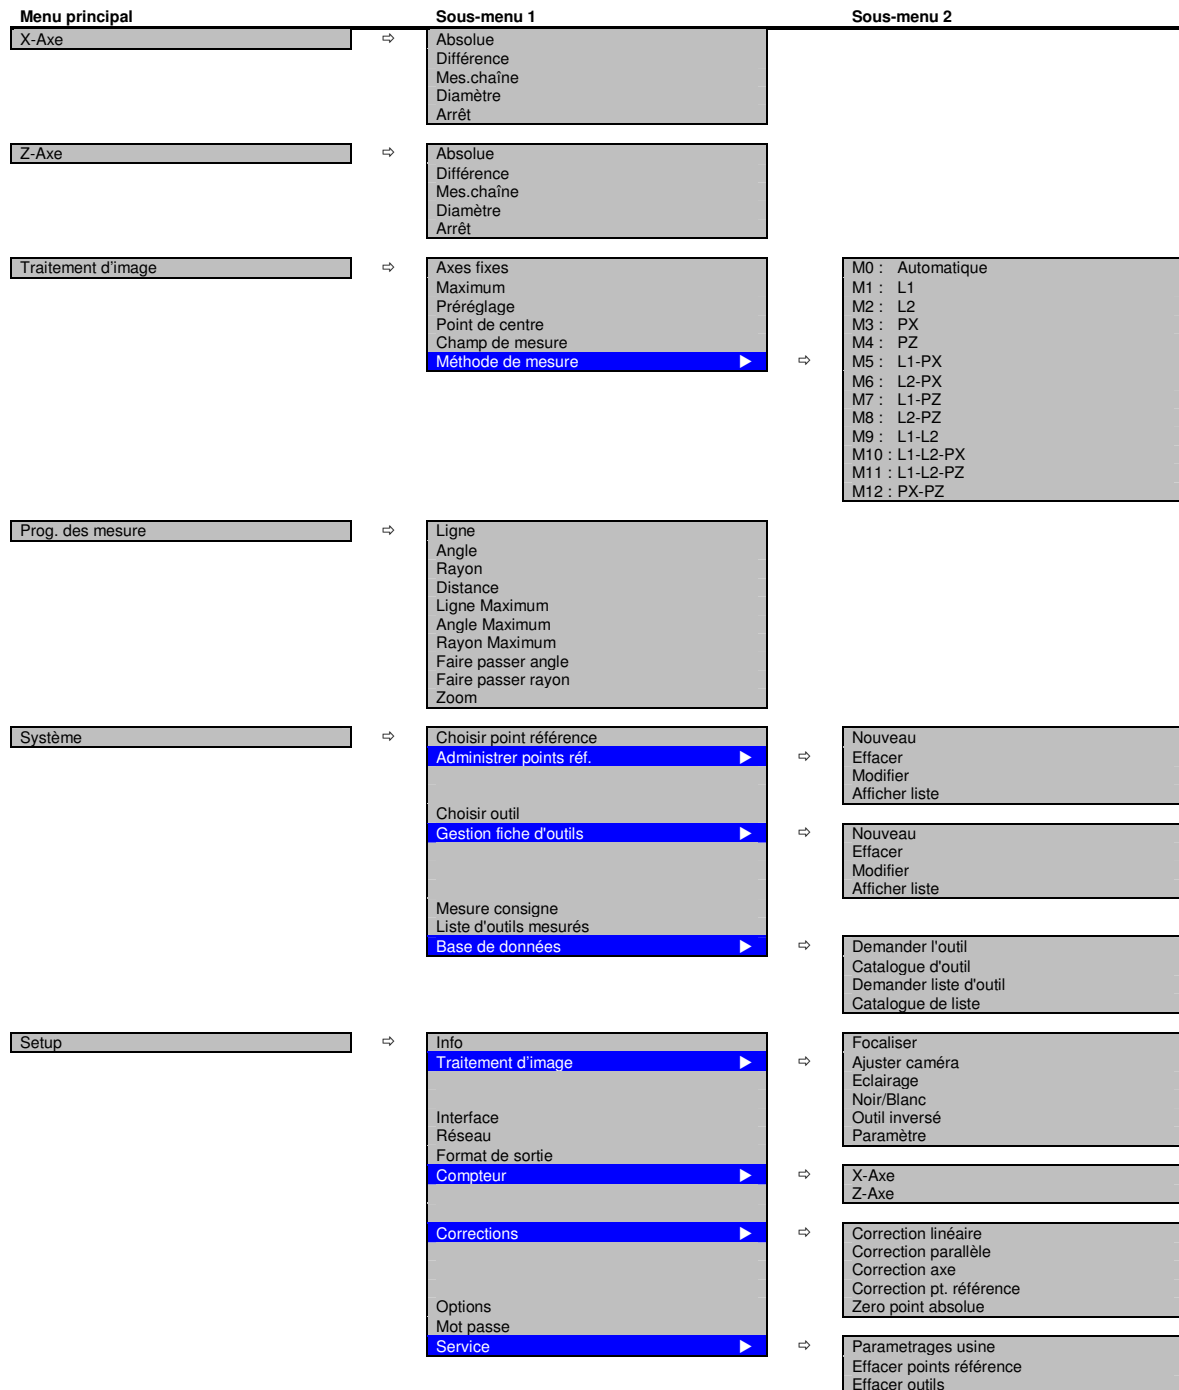 Menu principal Sous-menu 1 Sous-menu 2
X-Axe ⇨ Absolue
Différence
Mes.chaîne
Diamètre
Arrêt
Z-Axe ⇨ Absolue
Différence
Mes.chaîne
Diamètre
Arrêt
Traitement d'image ⇨ Axes fixes M0 : Automatique
Maximum M1 : L1
Préréglage M2 : L2
Point de centre M3 : PX
Champ de mesure M4 : PZ
Méthode de mesure ▶ ⇨ M5 : L1-PX
M6 : L2-PX
M7 : L1-PZ
M8 : L2-PZ
M9 : L1-L2
M10 : L1-L2-PX
M11 : L1-L2-PZ
M12 : PX-PZ
Prog. des mesure ⇨ Ligne
Angle
Rayon
Distance
Ligne Maximum
Angle Maximum
Rayon Maximum
Faire passer angle
Faire passer rayon
Zoom
Système ⇨ Choisir point référence Nouveau
Administrer points réf. ▶ ⇨ Effacer
Modifier
Afficher liste
Choisir outil
Gestion fiche d'outils ▶ ⇨ Nouveau
Effacer
Modifier
Afficher liste
Mesure consigne
Liste d'outils mesurés
Base de données ▶ ⇨ Demander l'outil
Catalogue d'outil
Demander liste d'outil
Catalogue de liste
Setup ⇨ Info Focaliser
Traitement d'image ▶ ⇨ Ajuster caméra
Eclairage
Noir/Blanc
Interface Outil inversé
Réseau Paramètre
Format de sortie
Compteur ▶ ⇨ X-Axe
Z-Axe
Corrections ▶ ⇨ Correction linéaire
Correction parallèle
Correction axe
Correction pt. référence
Options Zero point absolue
Mot passe
Service ▶ ⇨ Parametrages usine
Effacer points référence
Effacer outils